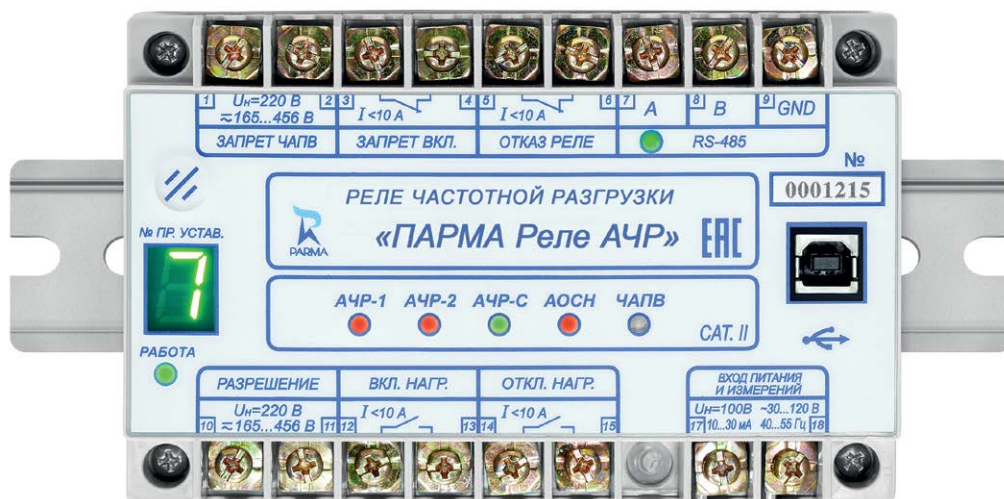 1 Uн=220 В 2 3 4 5 6 7 A 8 B 9 GND
≂165...456 В I<10 А I<10 А
ЗАПРЕТ ЧАПВ ЗАПРЕТ ВКЛ. ОТКАЗ РЕЛЕ RS-485
№
0001215
РЕЛЕ ЧАСТОТНОЙ РАЗГРУЗКИ
«ПАРМА Реле АЧР» ЕАС
PARMA
№ ПР. УСТАВ.
7
АЧР-1 АЧР-2 АЧР-С АОСН ЧАПВ
CAT. II
РАБОТА
РАЗРЕШЕНИЕ ВКЛ. НАГР. ОТКЛ. НАГР.
ВХОД ПИТАНИЯ
И ИЗМЕРЕНИЙ
Uн=220 В I<10 А I<10 А Uн=100В ~30...120 В
10 ≂165...456 В 11 12 13 14 15 17 10...30 мА 40...55 Гц 18